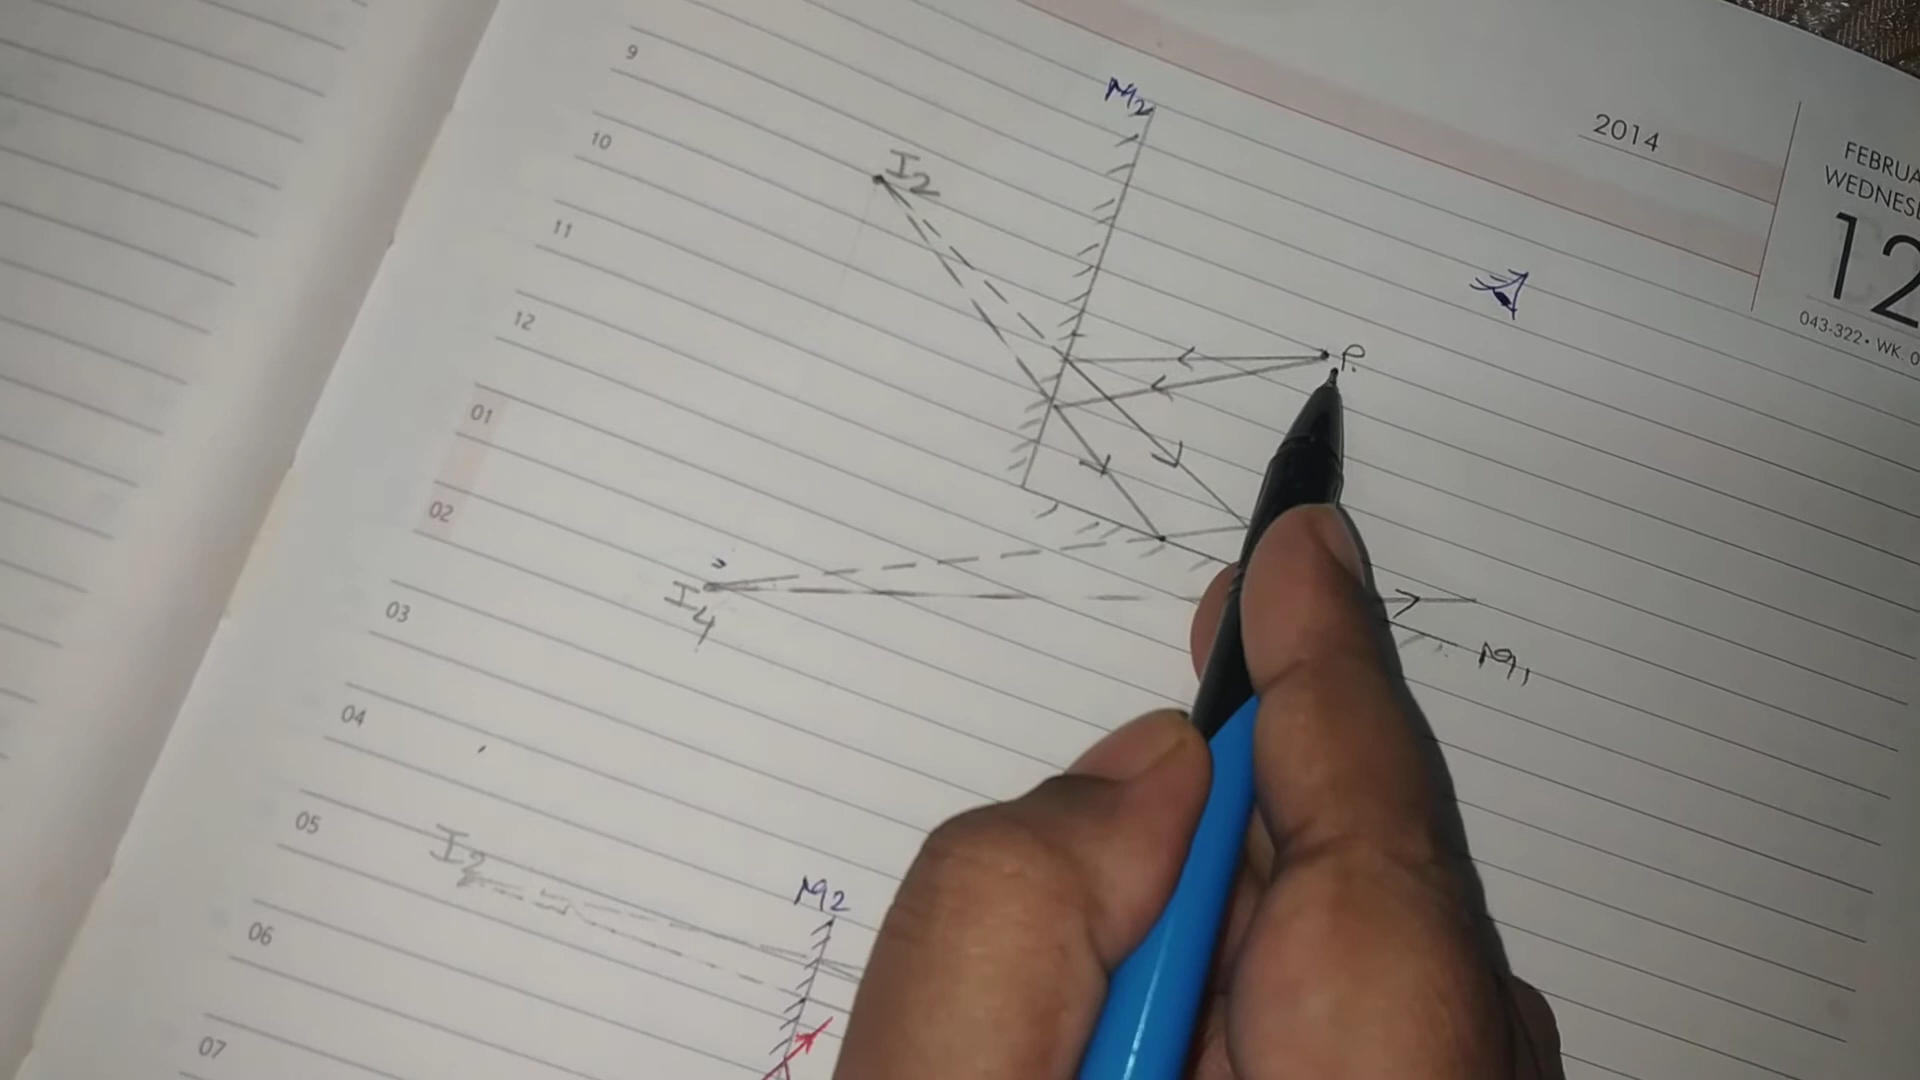 9
M2
2014
FEBRUA
WEDNES
12
043-322 • WK. 0
10
I2
11
12
P.
01
02
I4
M1
03
04
05
I2
M2
06
07